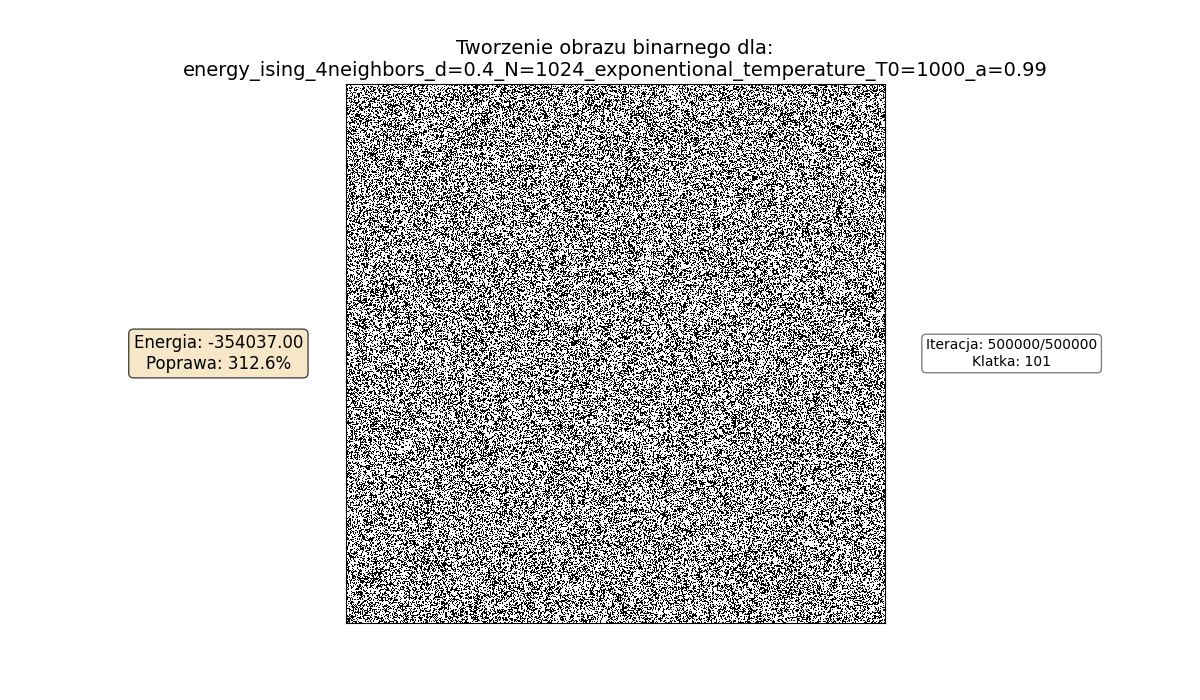 Tworzenie obrazu binarnego dla:
energy_ising_4neighbors_d=0.4_N=1024_exponentional_temperature_T0=1000_a=0.99
Energia: -354037.00
Poprawa: 312.6%
Iteracja: 500000/500000
Klatka: 101